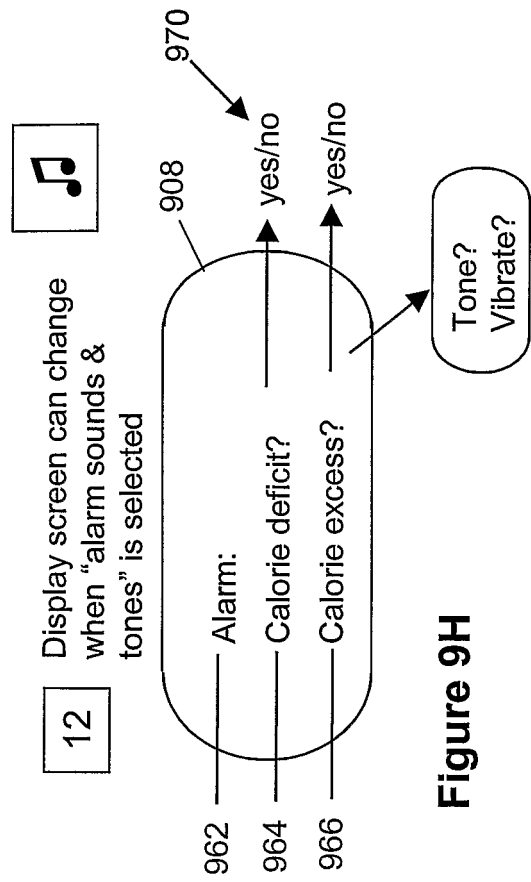 12
Display screen can change
when “alarm sounds &
tones” is selected
908
970
962 Alarm:
964 Calorie deficit? yes/no
966 Calorie excess? yes/no
Tone?
Vibrate?
Figure 9H